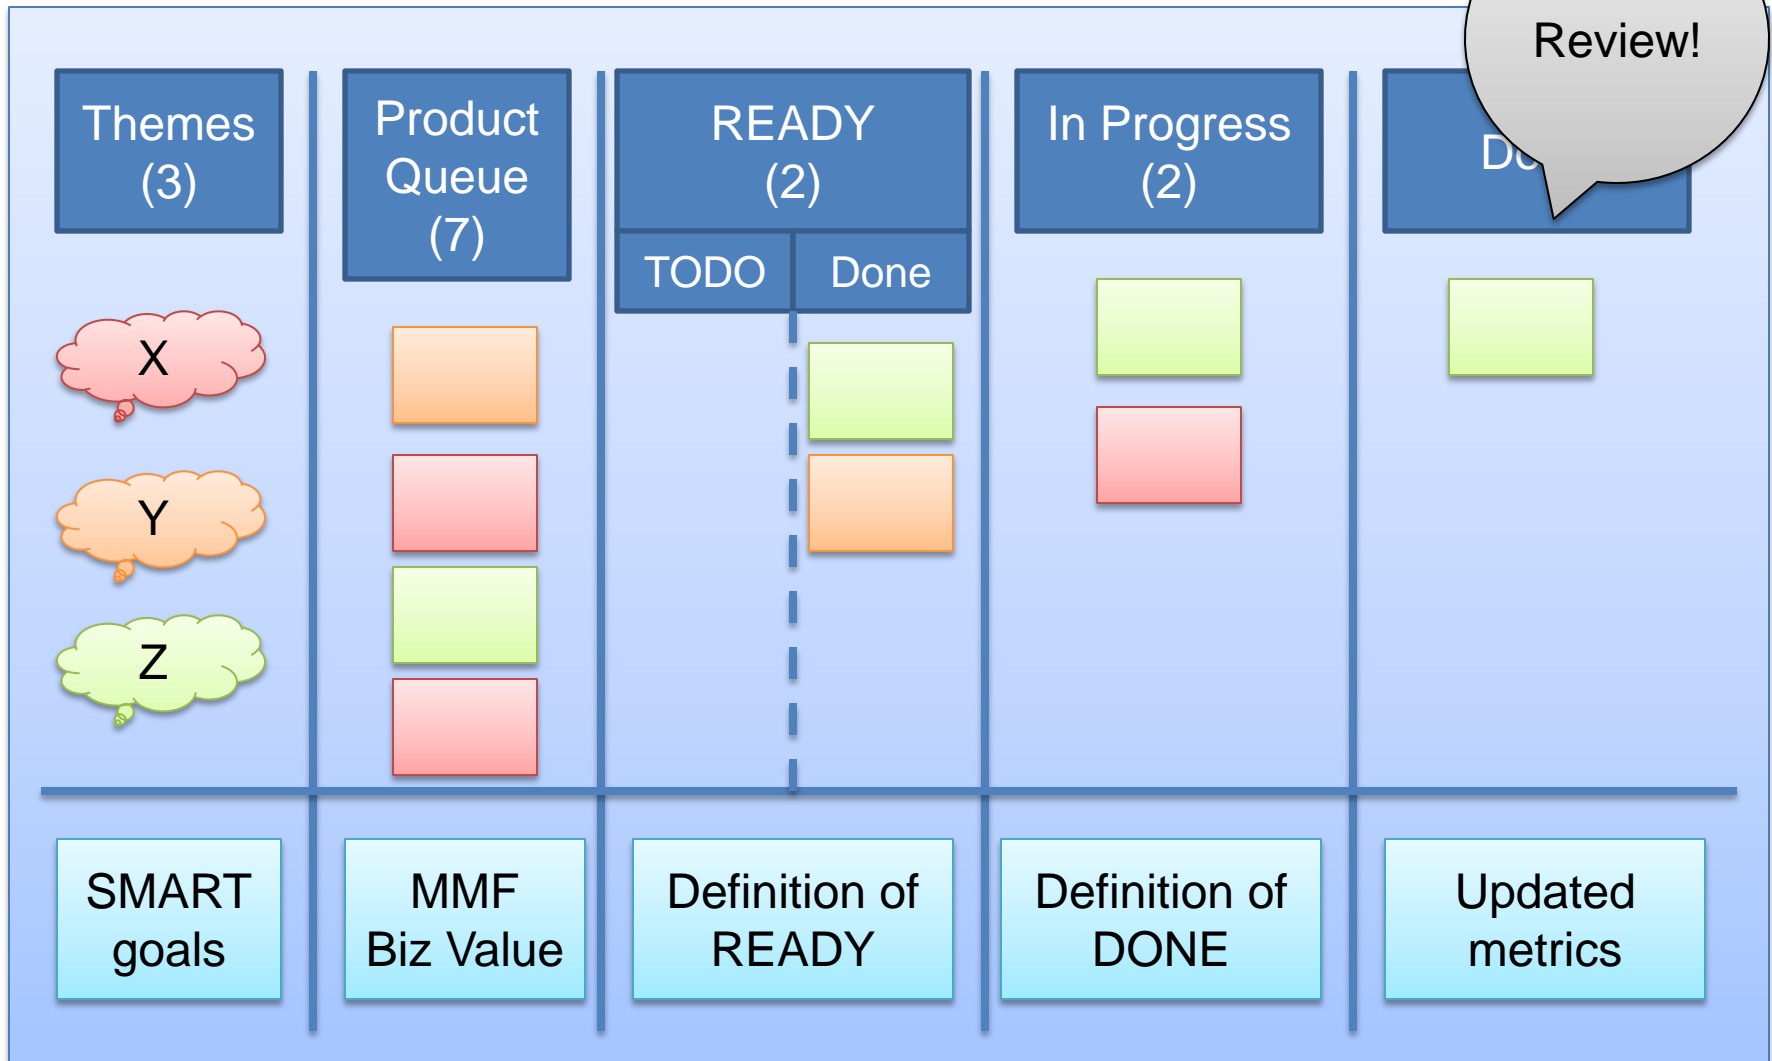 Review!
Themes
(3)
Product
Queue
(7)
READY
(2)
TODO
Done
In Progress
(2)
X
Y
Z
SMART
goals
MMF
Biz Value
Definition of
READY
Definition of
DONE
Updated
metrics